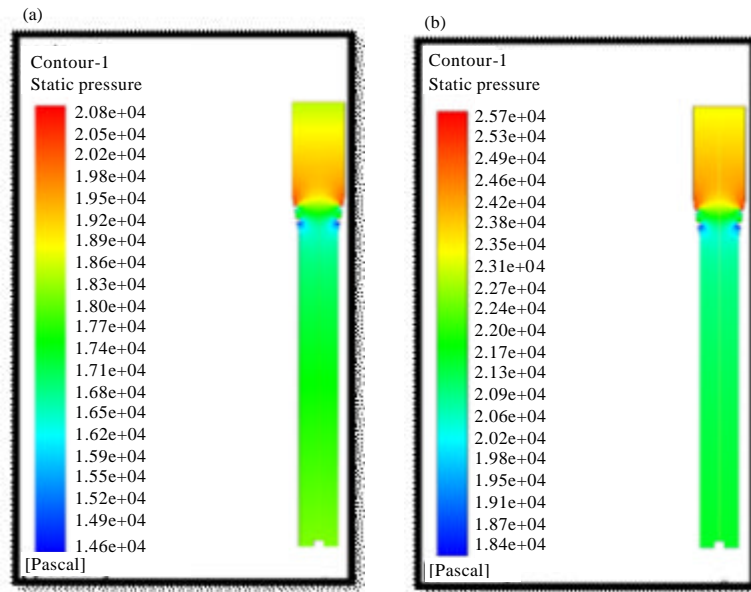 (a)
Contour-1
Static pressure
2.08e+04
2.05e+04
2.02e+04
1.98e+04
1.95e+04
1.92e+04
1.89e+04
1.86e+04
1.83e+04
1.80e+04
1.77e+04
1.74e+04
1.71e+04
1.68e+04
1.65e+04
1.62e+04
1.59e+04
1.55e+04
1.52e+04
1.49e+04
1.46e+04
[Pascal]
(b)
Contour-1
Static pressure
2.57e+04
2.53e+04
2.49e+04
2.46e+04
2.42e+04
2.38e+04
2.35e+04
2.31e+04
2.27e+04
2.24e+04
2.20e+04
2.17e+04
2.13e+04
2.09e+04
2.06e+04
2.02e+04
1.98e+04
1.95e+04
1.91e+04
1.87e+04
1.84e+04
[Pascal]